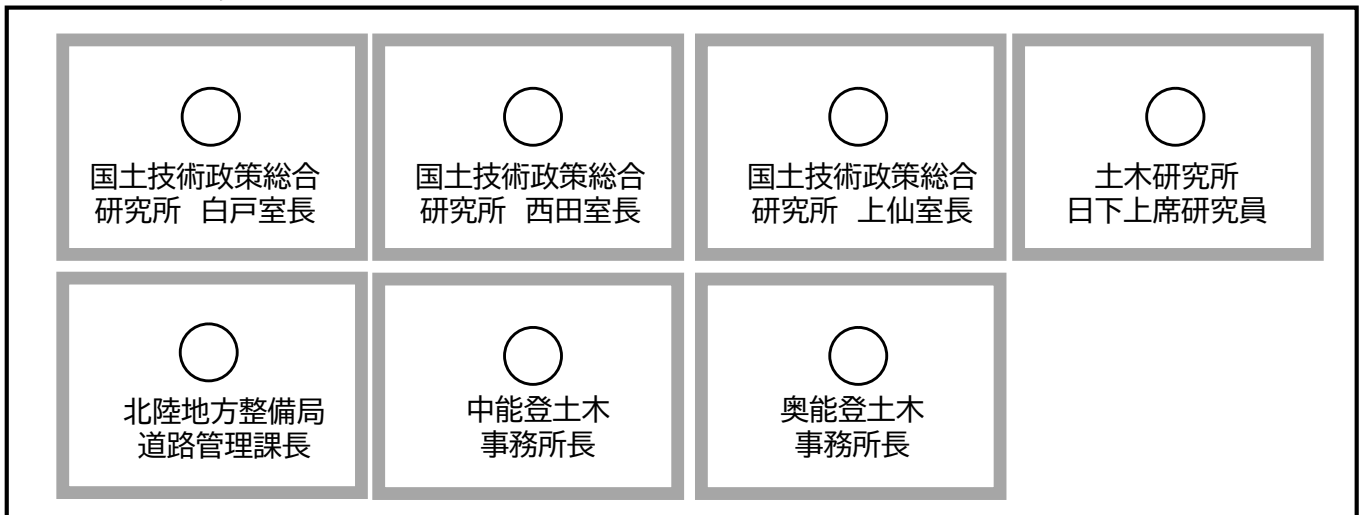 国土技術政策総合
研究所 白戸室長
国土技術政策総合
研究所 西田室長
国土技術政策総合
研究所 上仙室長
土木研究所
日下上席研究員
北陸地方整備局
道路管理課長
中能登土木
事務所長
奥能登土木
事務所長